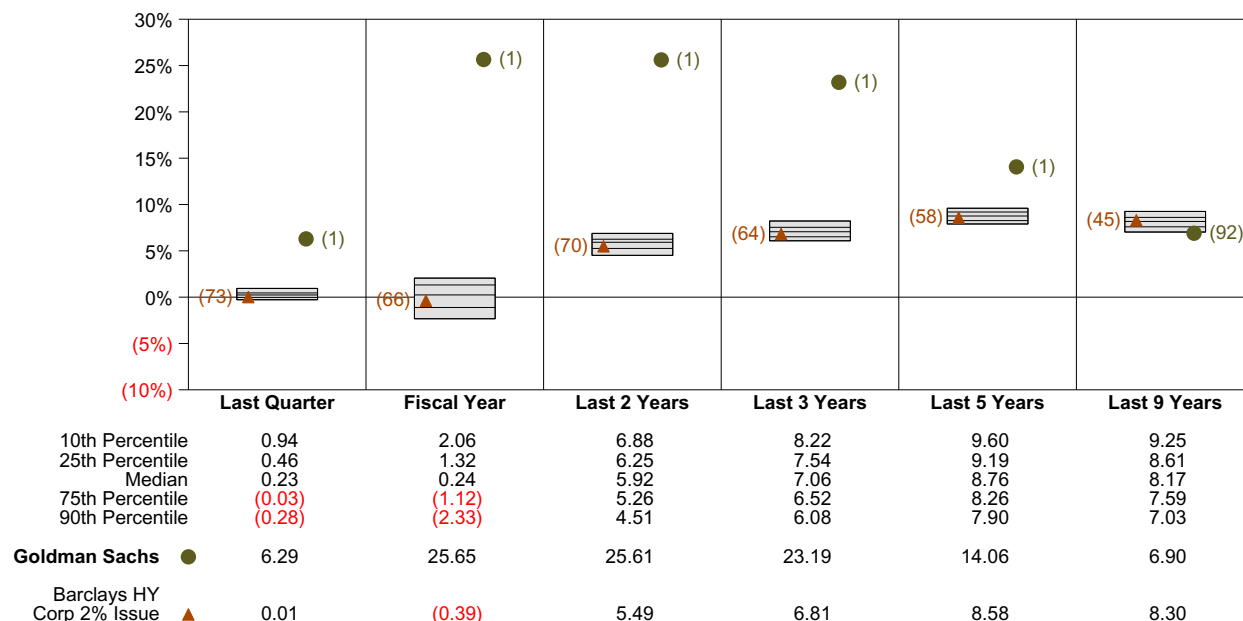 30%
25%
20%
15%
10%
5%
0%
(5%)
(10%)
(1)
(1)
(1)
(1)
(1)
(92)
(73)
(66)
(70)
(64)
(58)
(45)
Last Quarter Fiscal Year Last 2 Years Last 3 Years Last 5 Years Last 9 Years
10th Percentile 0.94 2.06 6.88 8.22 9.60 9.25
25th Percentile 0.46 1.32 6.25 7.54 9.19 8.61
Median 0.23 0.24 5.92 7.06 8.76 8.17
75th Percentile (0.03) (1.12) 5.26 6.52 8.26 7.59
90th Percentile (0.28) (2.33) 4.51 6.08 7.90 7.03
Goldman Sachs 6.29 25.65 25.61 23.19 14.06 6.90
Barclays HY
Corp 2% Issue 0.01 (0.39) 5.49 6.81 8.58 8.30